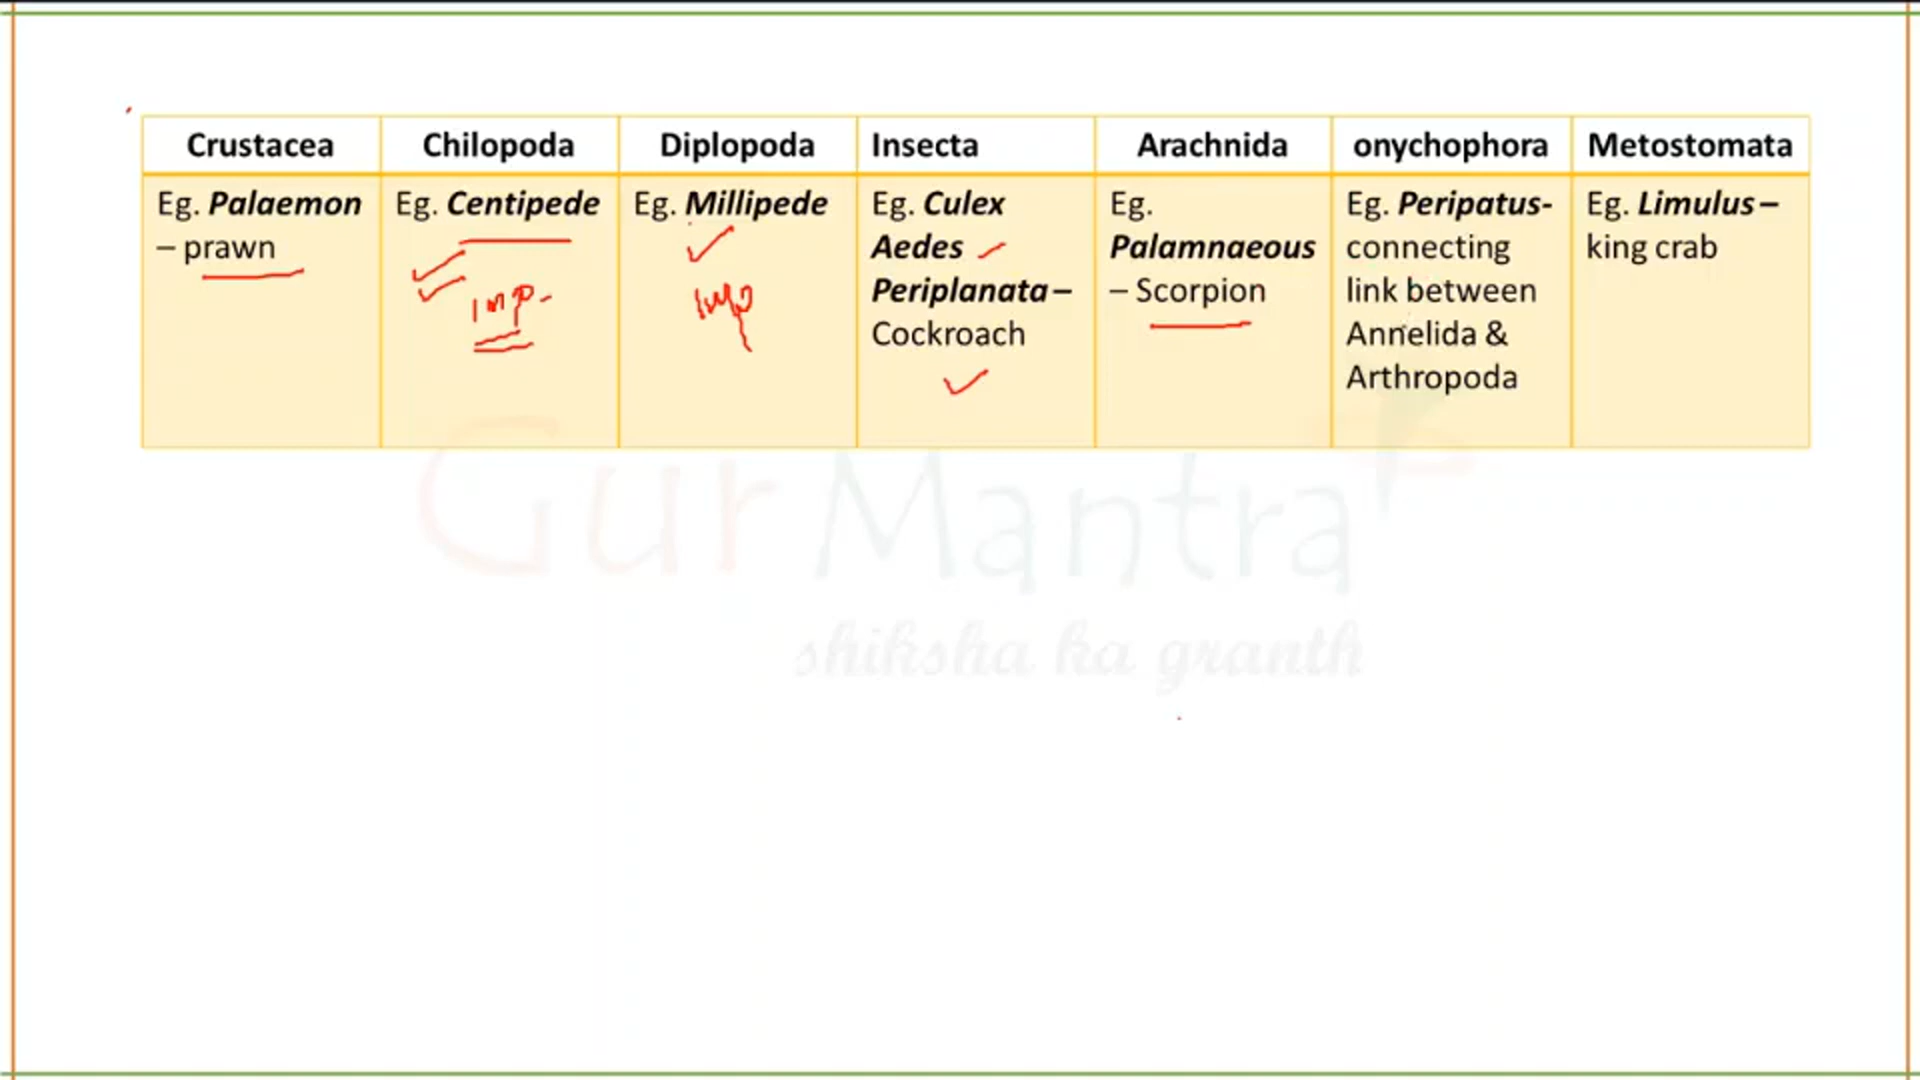 Crustacea Chilopoda Diplopoda Insecta Arachnida onychophora Metostomata
Eg. Palaemon
– prawn
Eg. Centipede
Imp.
Eg. Millipede
Imp
Eg. Culex
Aedes
Periplanata –
Cockroach
Eg.
Palamnaeous
– Scorpion
Eg. Peripatus-
connecting
link between
Annelida &
Arthropoda
Eg. Limulus –
king crab
Gur Mantra
shiksha ka granth